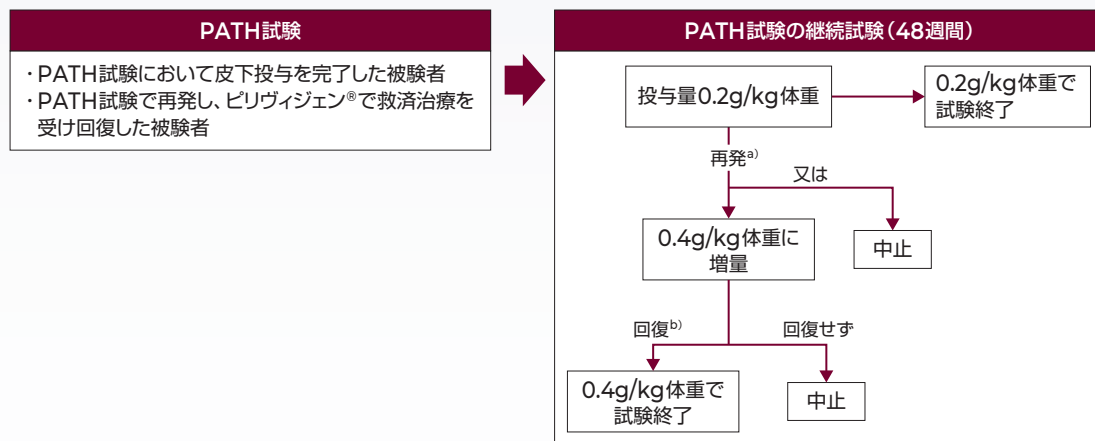 PATH試験
・PATH試験において皮下投与を完了した被験者
・PATH試験で再発し、ピリヴィジェン®で救済治療を
受け回復した被験者
PATH試験の継続試験（48週間）
投与量0.2g/kg体重
0.2g/kg体重で
試験終了
再発a)
又は
0.4g/kg体重に
増量
中止
回復b)
回復せず
0.4g/kg体重で
試験終了
中止